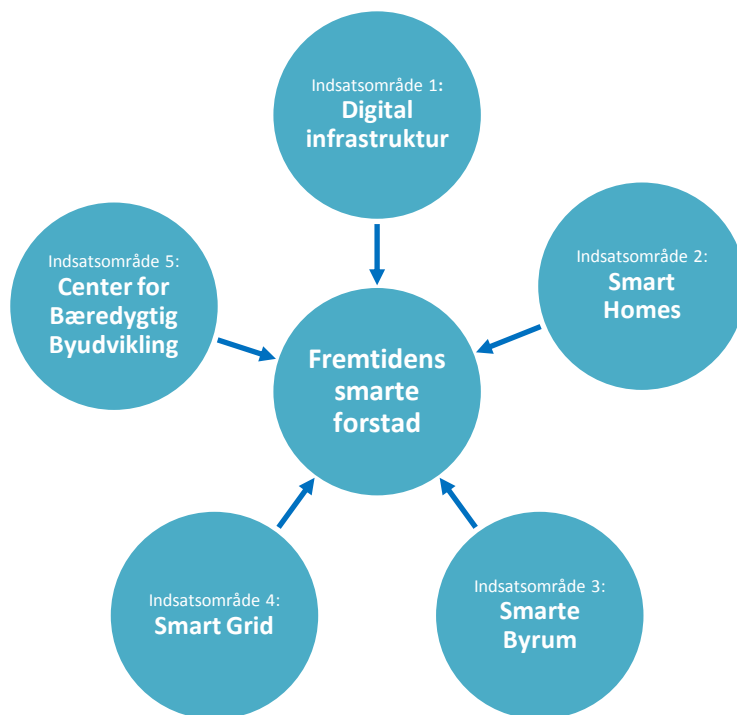 Indsatsområde 1:
Digital
infrastruktur
Indsatsområde 2:
Smart
Homes
Indsatsområde 5:
Center for
Bæredygtig
Byudvikling
Fremtidens
smarte
forstad
Indsatsområde 4:
Smart Grid
Indsatsområde 3:
Smarte
Byrum